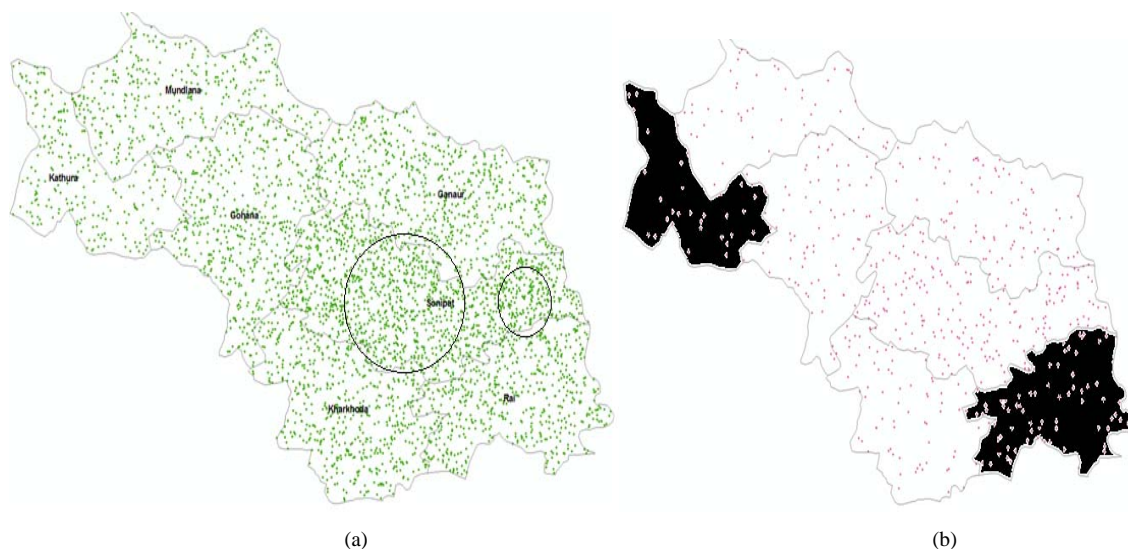 Mundlana
Kathura
Ganaur
Gohana
Sonipat
Rai
Kharkhoda
(a)
(b)